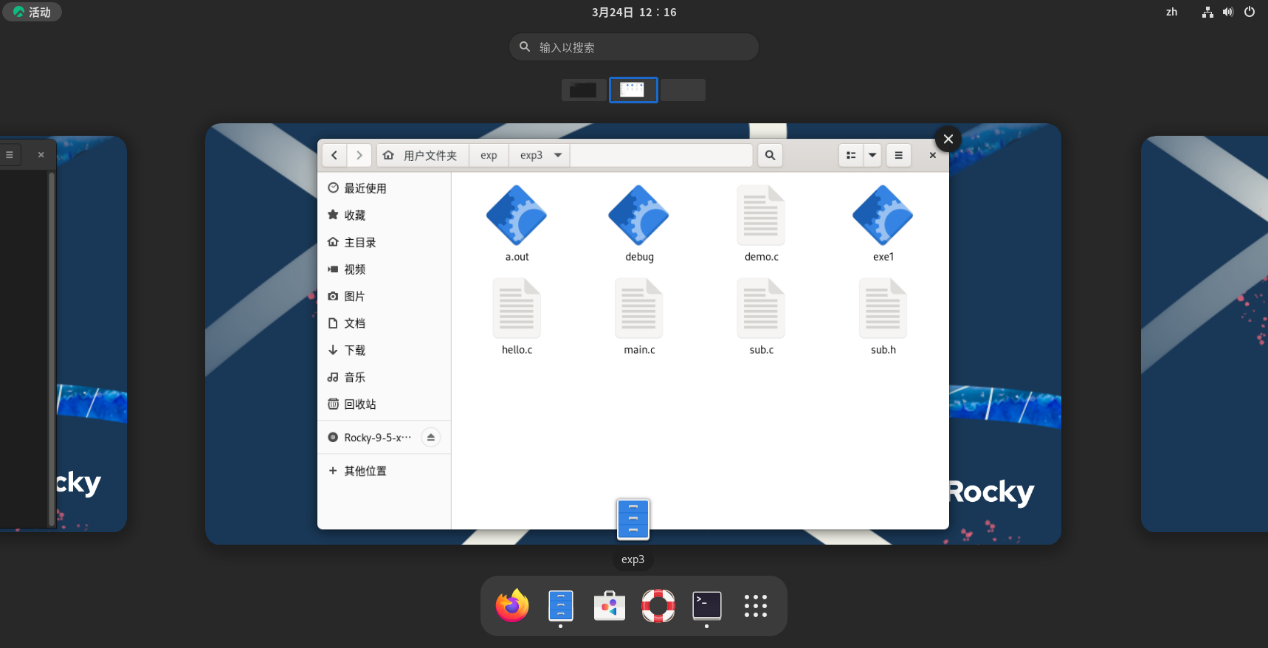 活动
3月24日 12：16
zh
输入以搜索
用户文件夹 exp exp3
最近使用
收藏
主目录
视频
图片
文档
下载
音乐
回收站
Rocky-9-5-x…
其他位置
a.out debug demo.c exe1
hello.c main.c sub.c sub.h
cky
Rocky
exp3